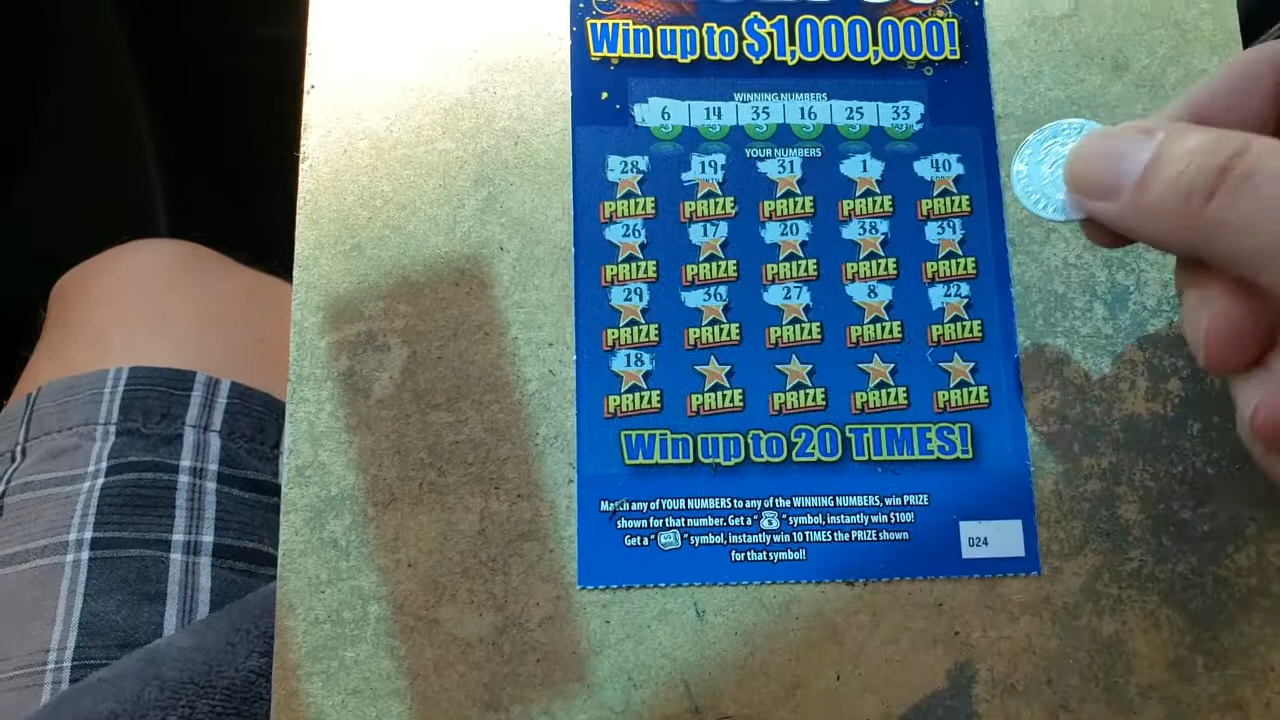 Win up to $1,000,000!
WINNING NUMBERS
6 14 35 16 25 33
YOUR NUMBERS
28 19 31 1 40
PRIZE PRIZE PRIZE PRIZE PRIZE
26 17 20 38 39
PRIZE PRIZE PRIZE PRIZE PRIZE
29 36 27 8 22
PRIZE PRIZE PRIZE PRIZE PRIZE
18
PRIZE PRIZE PRIZE PRIZE PRIZE
Win up to 20 TIMES!
Match any of YOUR NUMBERS to any of the WINNING NUMBERS, win PRIZE
shown for that number. Get a " " symbol, instantly win $100!
Get a " " symbol, instantly win 10 TIMES the PRIZE shown
for that symbol!
024